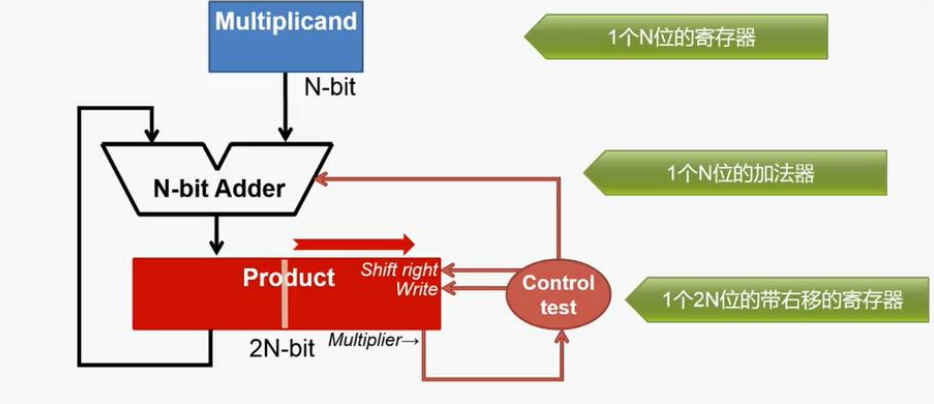 Multiplicand
1个N位的寄存器
N-bit
N-bit Adder
1个N位的加法器
Product
Shift right
Write
Control
test
1个2N位的带右移的寄存器
2N-bit
Multiplier→